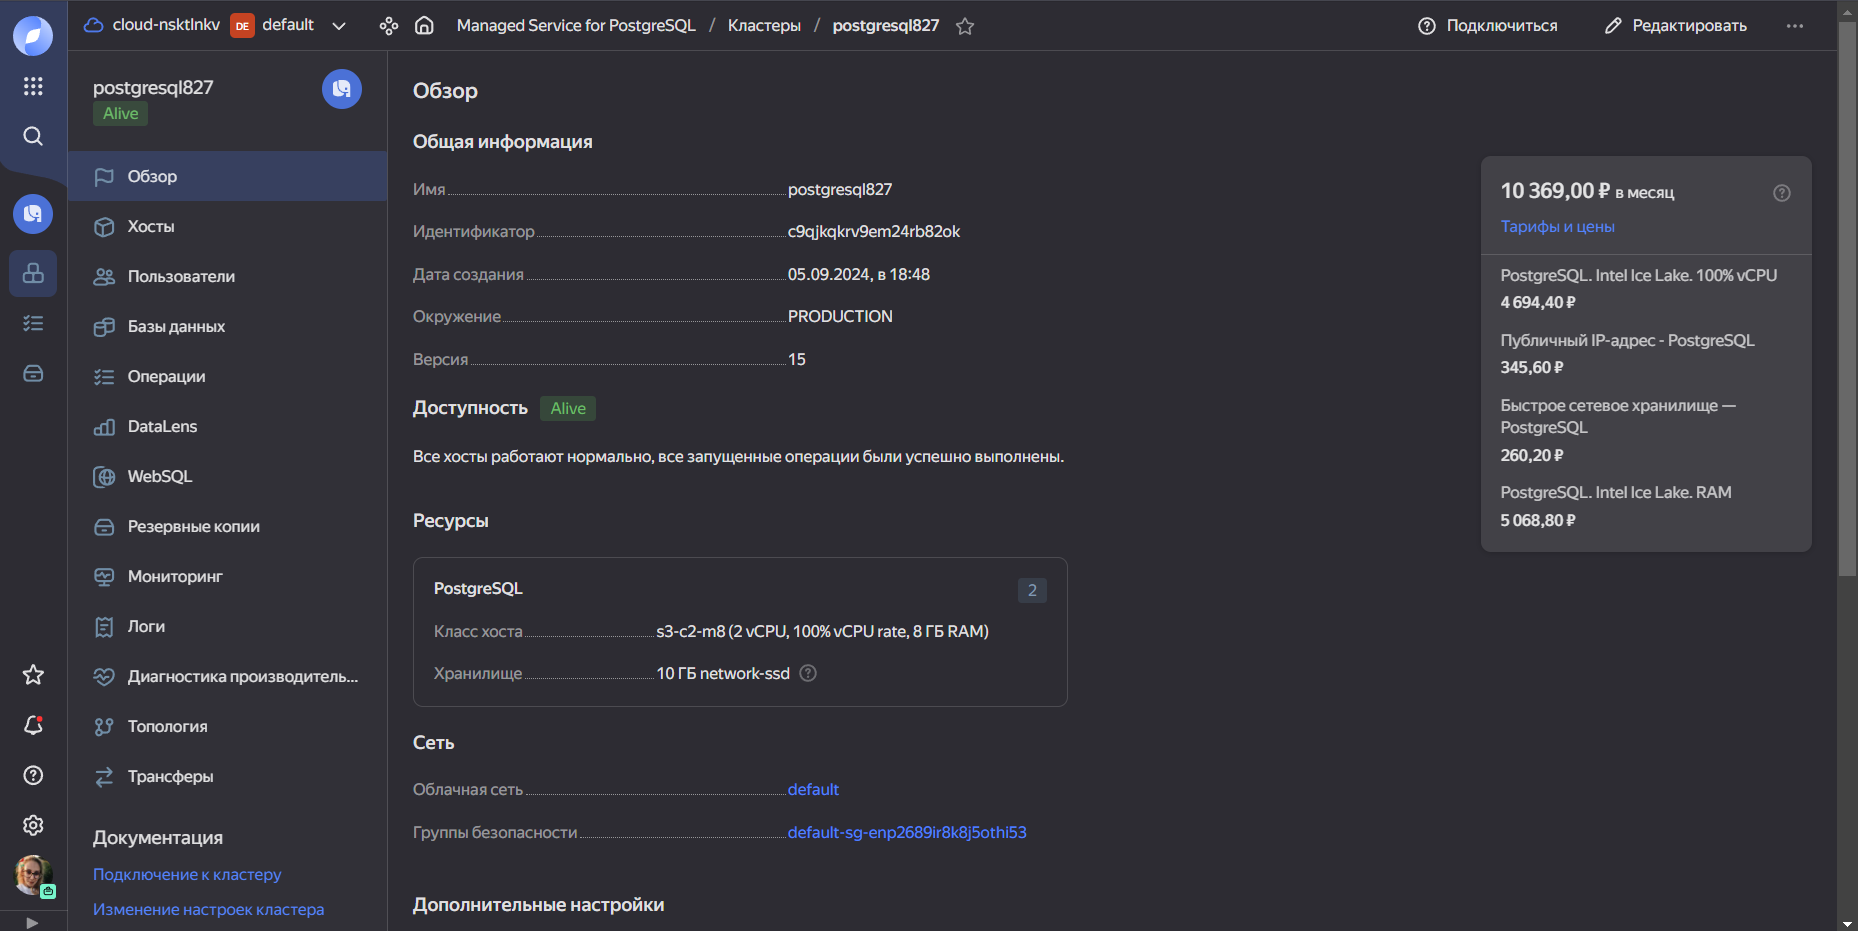 cloud-nsktlnkv DE default
Managed Service for PostgreSQL / Кластеры / postgresql827
Подключиться
Редактировать
postgresql827
Alive
Обзор
Хосты
Пользователи
Базы данных
Операции
DataLens
WebSQL
Резервные копии
Мониторинг
Логи
Диагностика производитель...
Топология
Трансферы
Документация
Подключение к кластеру
Изменение настроек кластера
Обзор
Общая информация
Имя postgresql827
Идентификатор c9qjkqkrv9em24rb82ok
Дата создания 05.09.2024, в 18:48
Окружение PRODUCTION
Версия 15
Доступность Alive
Все хосты работают нормально, все запущенные операции были успешно выполнены.
Ресурсы
PostgreSQL 2
Класс хоста s3-c2-m8 (2 vCPU, 100% vCPU rate, 8 ГБ RAM)
Хранилище 10 ГБ network-ssd
Сеть
Облачная сеть default
Группы безопасности default-sg-enp2689ir8k8j5othi53
Дополнительные настройки
10 369,00 ₽ в месяц
Тарифы и цены
PostgreSQL. Intel Ice Lake. 100% vCPU
4 694,40 ₽
Публичный IP-адрес - PostgreSQL
345,60 ₽
Быстрое сетевое хранилище —
PostgreSQL
260,20 ₽
PostgreSQL. Intel Ice Lake. RAM
5 068,80 ₽